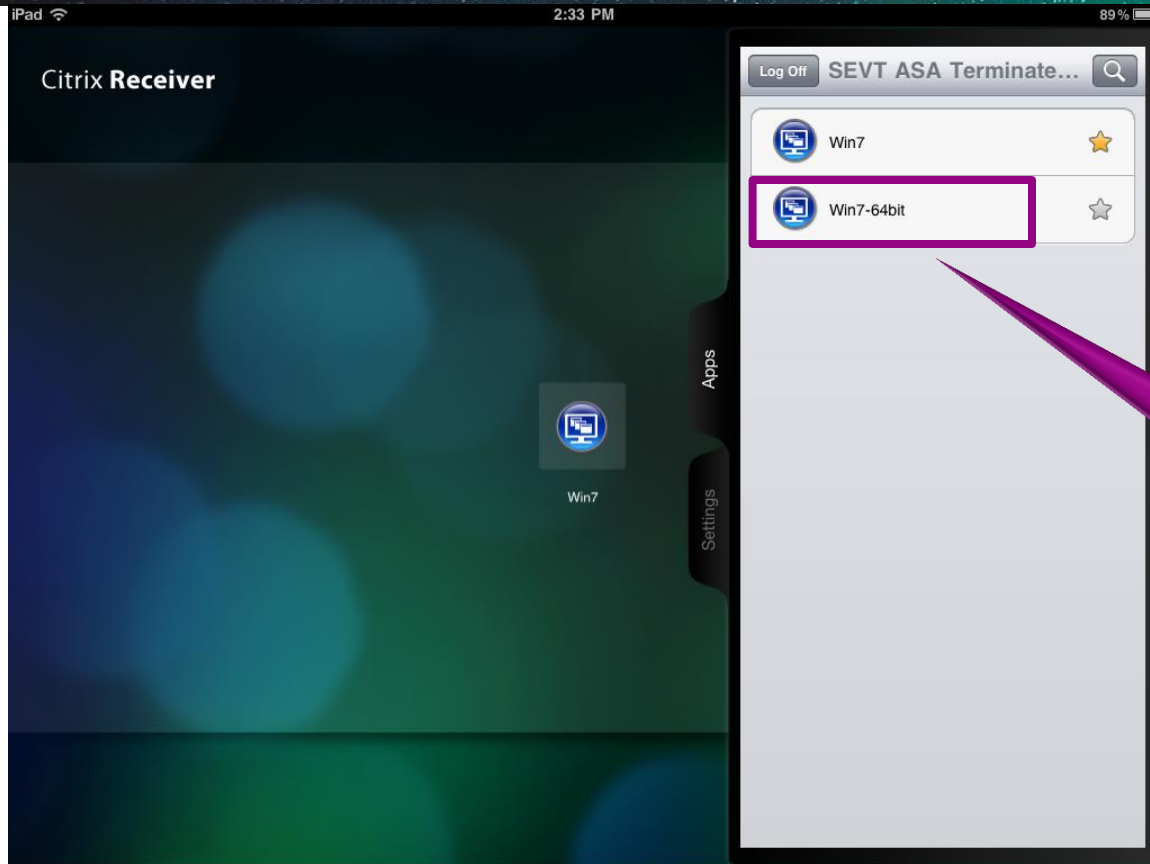 iPad 2:33 PM 89%
Citrix Receiver
Log Off SEVT ASA Terminate...
Win7
Win7-64bit
Apps
Win7
Settings